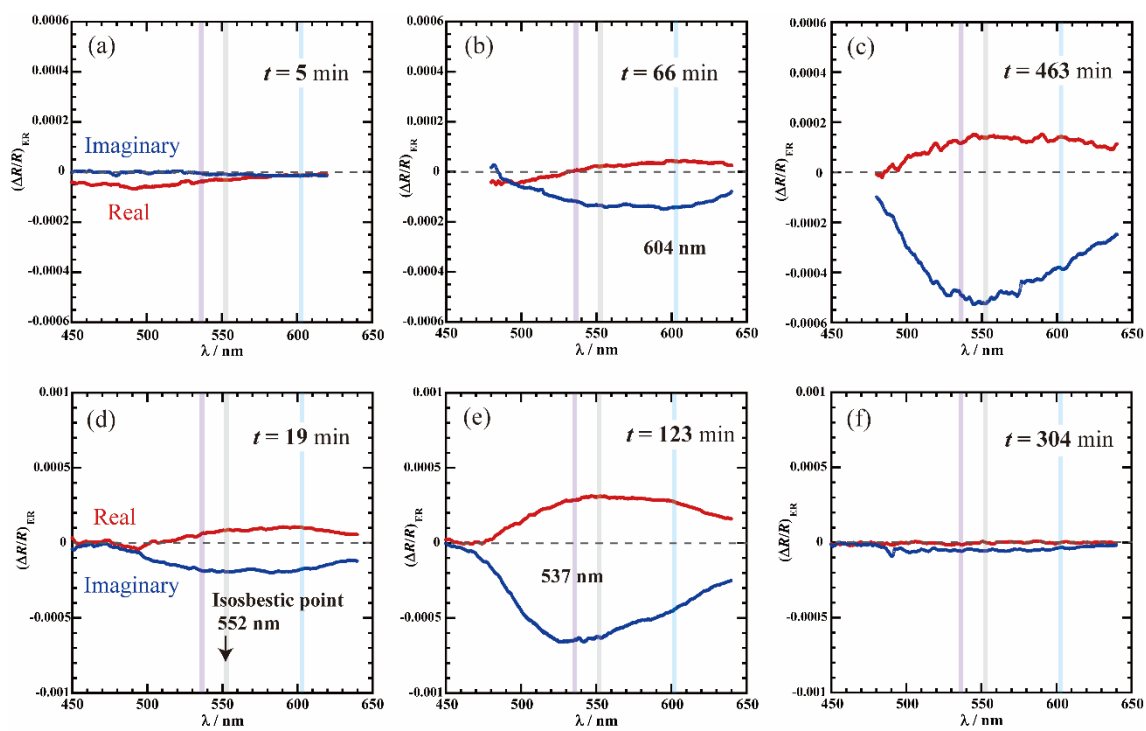 (a)
t = 5 min
Imaginary
Real
(ΔR/R)ER
0.0006
0.0004
0.0002
0
-0.0002
-0.0004
-0.0006
450 500 550 600 650
λ / nm
(b)
t = 66 min
604 nm
(ΔR/R)ER
0.0006
0.0004
0.0002
0
-0.0002
-0.0004
-0.0006
450 500 550 600 650
λ / nm
(c)
t = 463 min
(ΔR/R)ER
0.0006
0.0004
0.0002
0
-0.0002
-0.0004
-0.0006
450 500 550 600 650
λ / nm
(d)
t = 19 min
Real
Imaginary
Isosbestic point
552 nm
(ΔR/R)ER
0.001
0.0005
0
-0.0005
-0.001
450 500 550 600 650
λ / nm
(e)
t = 123 min
537 nm
(ΔR/R)ER
0.001
0.0005
0
-0.0005
-0.001
450 500 550 600 650
λ / nm
(f)
t = 304 min
(ΔR/R)ER
0.001
0.0005
0
-0.0005
-0.001
450 500 550 600 650
λ / nm